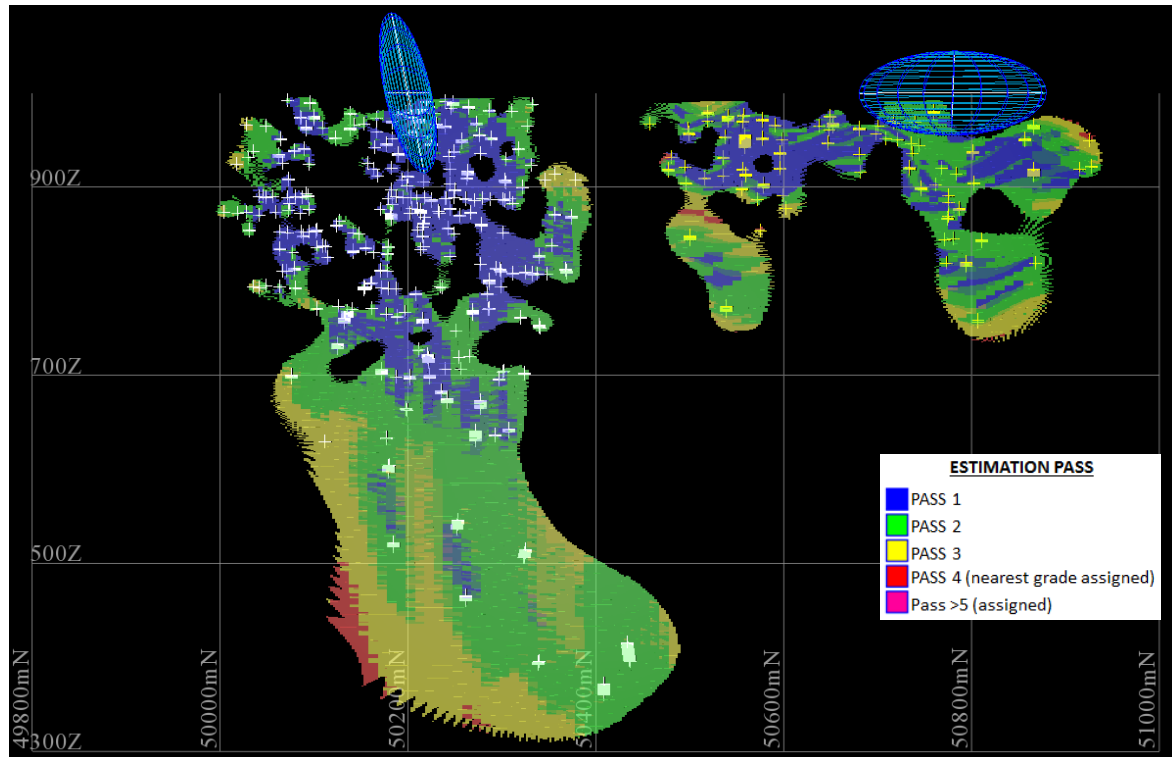 900Z
700Z
ESTIMATION PASS
PASS 1
PASS 2
PASS 3
500Z
PASS 4 (nearest grade assigned)
Pass >5 (assigned)
49800mN
50000mN
50200mN
50400mN
50600mN
50800mN
51000mN
300Z